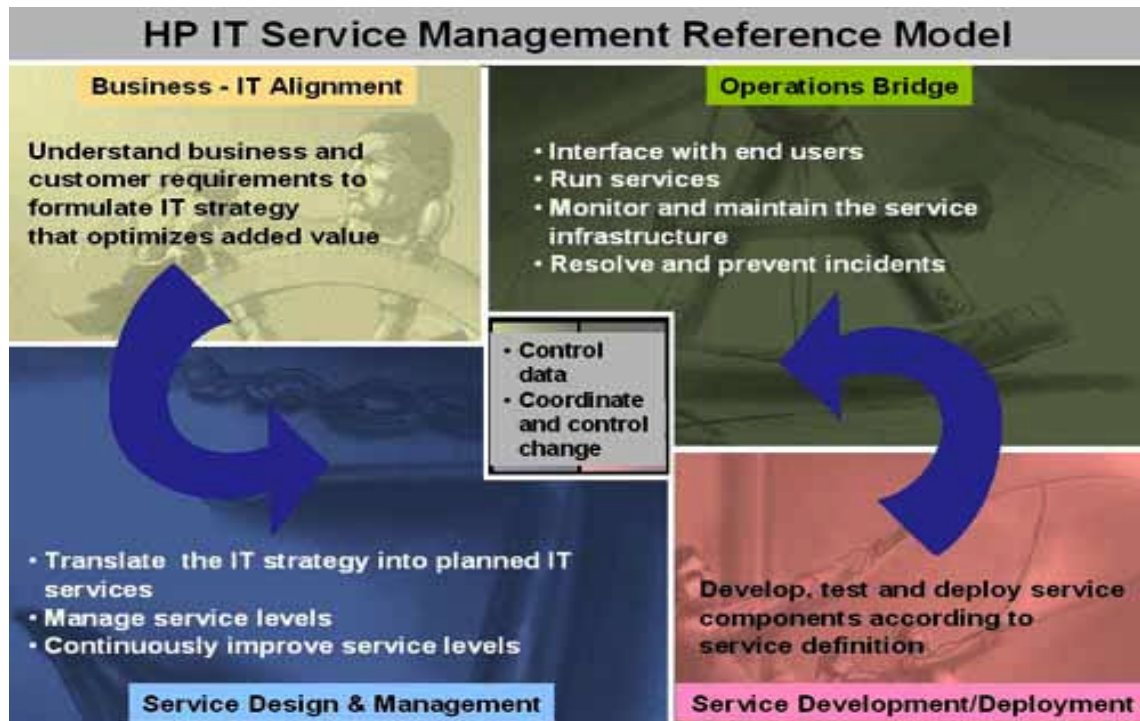 HP IT Service Management Reference Model
Business - IT Alignment
Understand business and
customer requirements to
formulate IT strategy
that optimizes added value
Operations Bridge
• Interface with end users
• Run services
• Monitor and maintain the service
infrastructure
• Resolve and prevent incidents
• Control
data
• Coordinate
and control
change
• Translate the IT strategy into planned IT
services
• Manage service levels
• Continuously improve service levels
Service Design & Management
Develop, test and deploy service
components according to
service definition
Service Development/Deployment